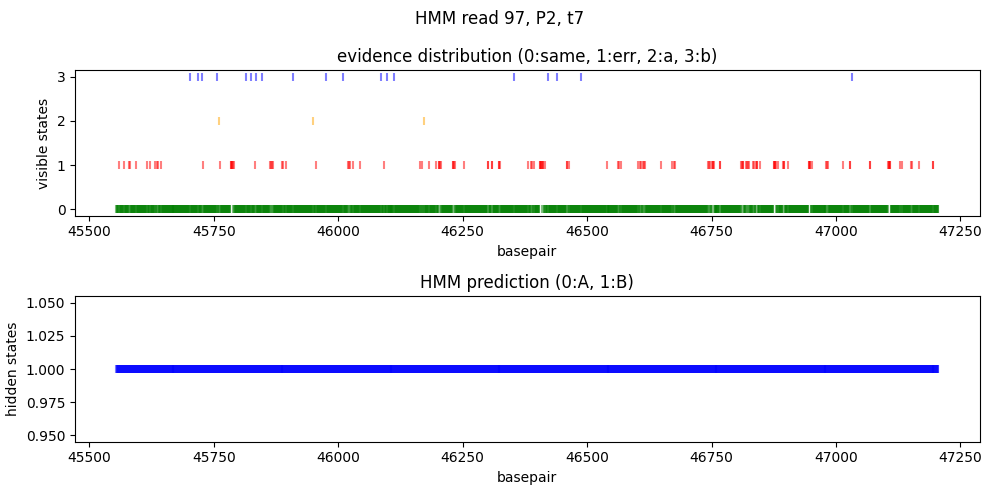 HMM read 97, P2, t7
evidence distribution (0:same, 1:err, 2:a, 3:b)
visible states
3
2
1
0
45500 45750 46000 46250 46500 46750 47000 47250
basepair
HMM prediction (0:A, 1:B)
hidden states
1.050
1.025
1.000
0.975
0.950
45500 45750 46000 46250 46500 46750 47000 47250
basepair